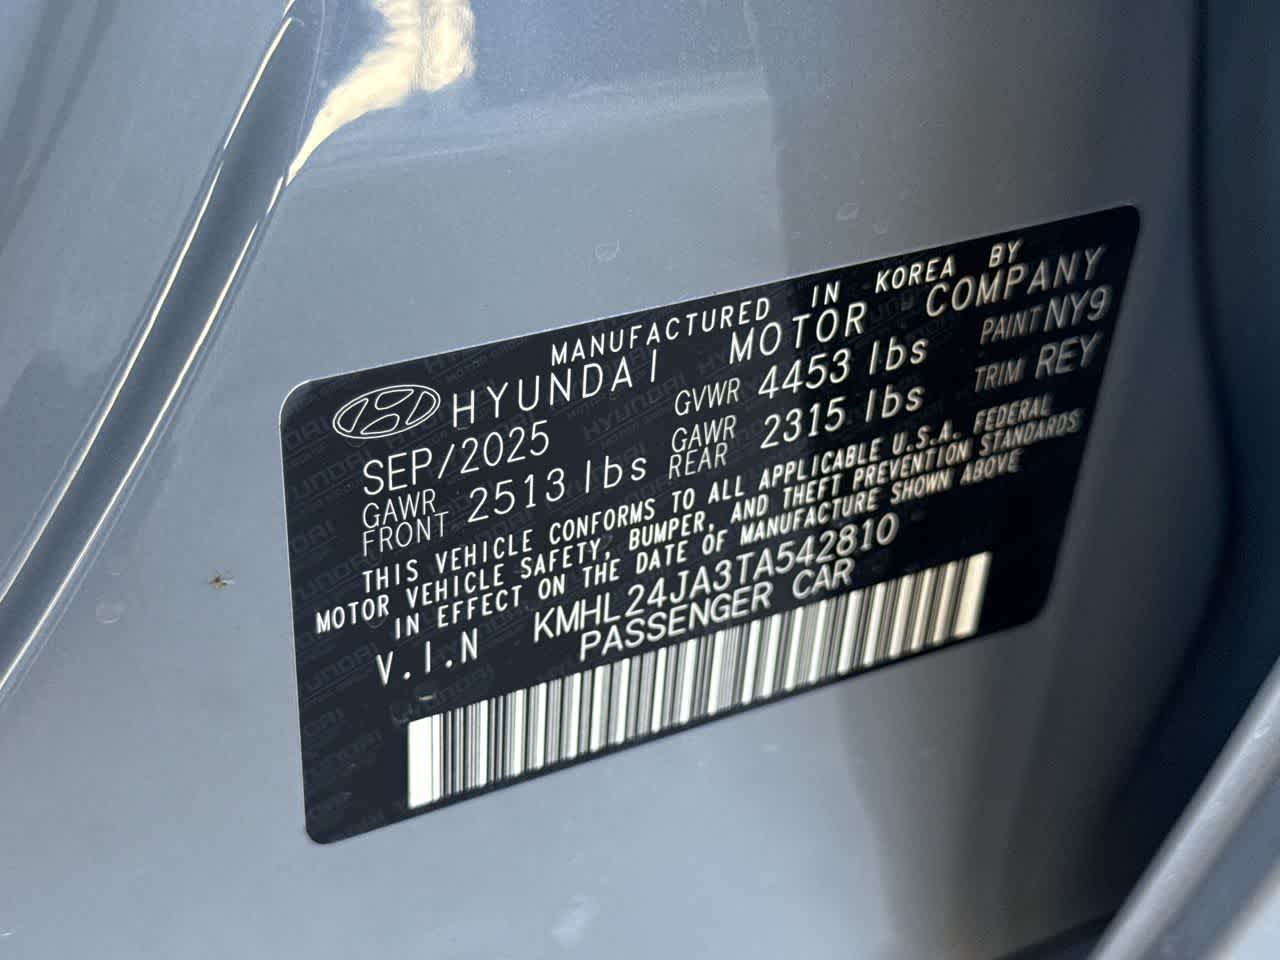 MANUFACTURED IN KOREA BY
HYUNDAI MOTOR COMPANY
SEP/2025 GVWR 4453 lbs PAINT NY9
GAWR FRONT 2513 lbs GAWR REAR 2315 lbs TRIM REY
THIS VEHICLE CONFORMS TO ALL APPLICABLE U.S.A. FEDERAL
MOTOR VEHICLE SAFETY, BUMPER, AND THEFT PREVENTION STANDARDS
IN EFFECT ON THE DATE OF MANUFACTURE SHOWN ABOVE
V.I.N KMHL24JA3TA542810
PASSENGER CAR